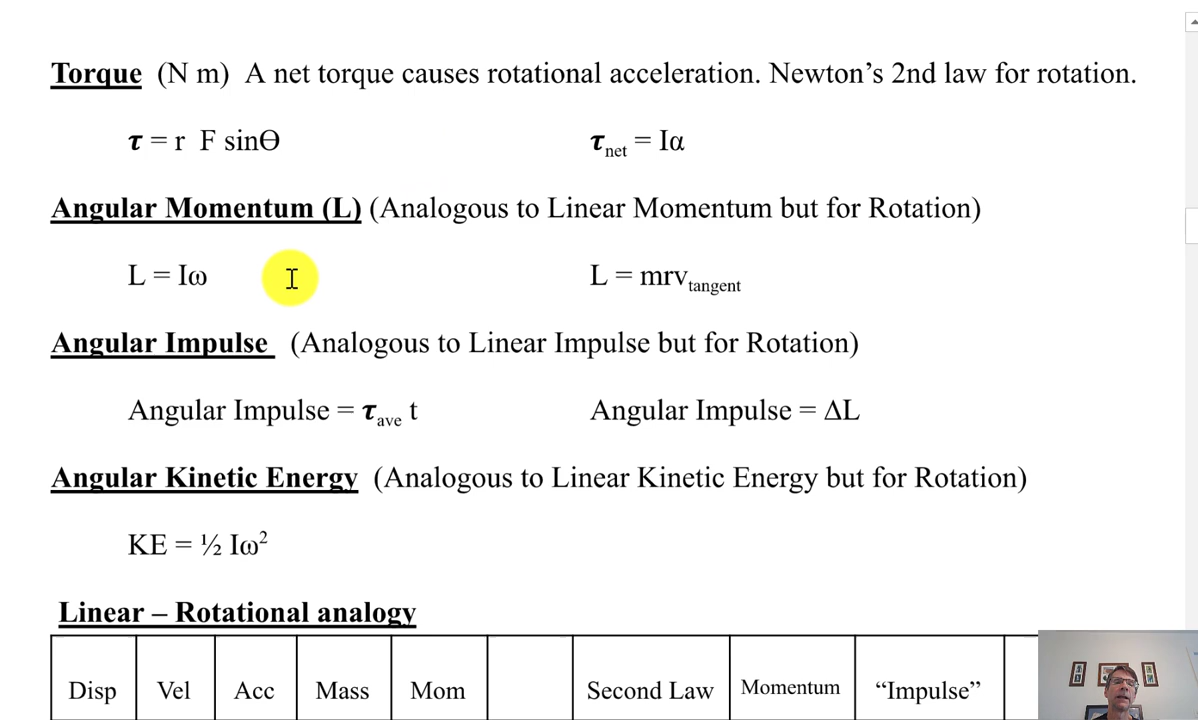 Torque (N m) A net torque causes rotational acceleration. Newton’s 2nd law for rotation.
𝝉 = r F sinϴ 𝝉net = Iα
Angular Momentum (L) (Analogous to Linear Momentum but for Rotation)
L = Iω L = mrvtangent
Angular Impulse (Analogous to Linear Impulse but for Rotation)
Angular Impulse = 𝝉ave t Angular Impulse = ΔL
Angular Kinetic Energy (Analogous to Linear Kinetic Energy but for Rotation)
KE = ½ Iω²
Linear – Rotational analogy
Disp Vel Acc Mass Mom Second Law Momentum “Impulse”